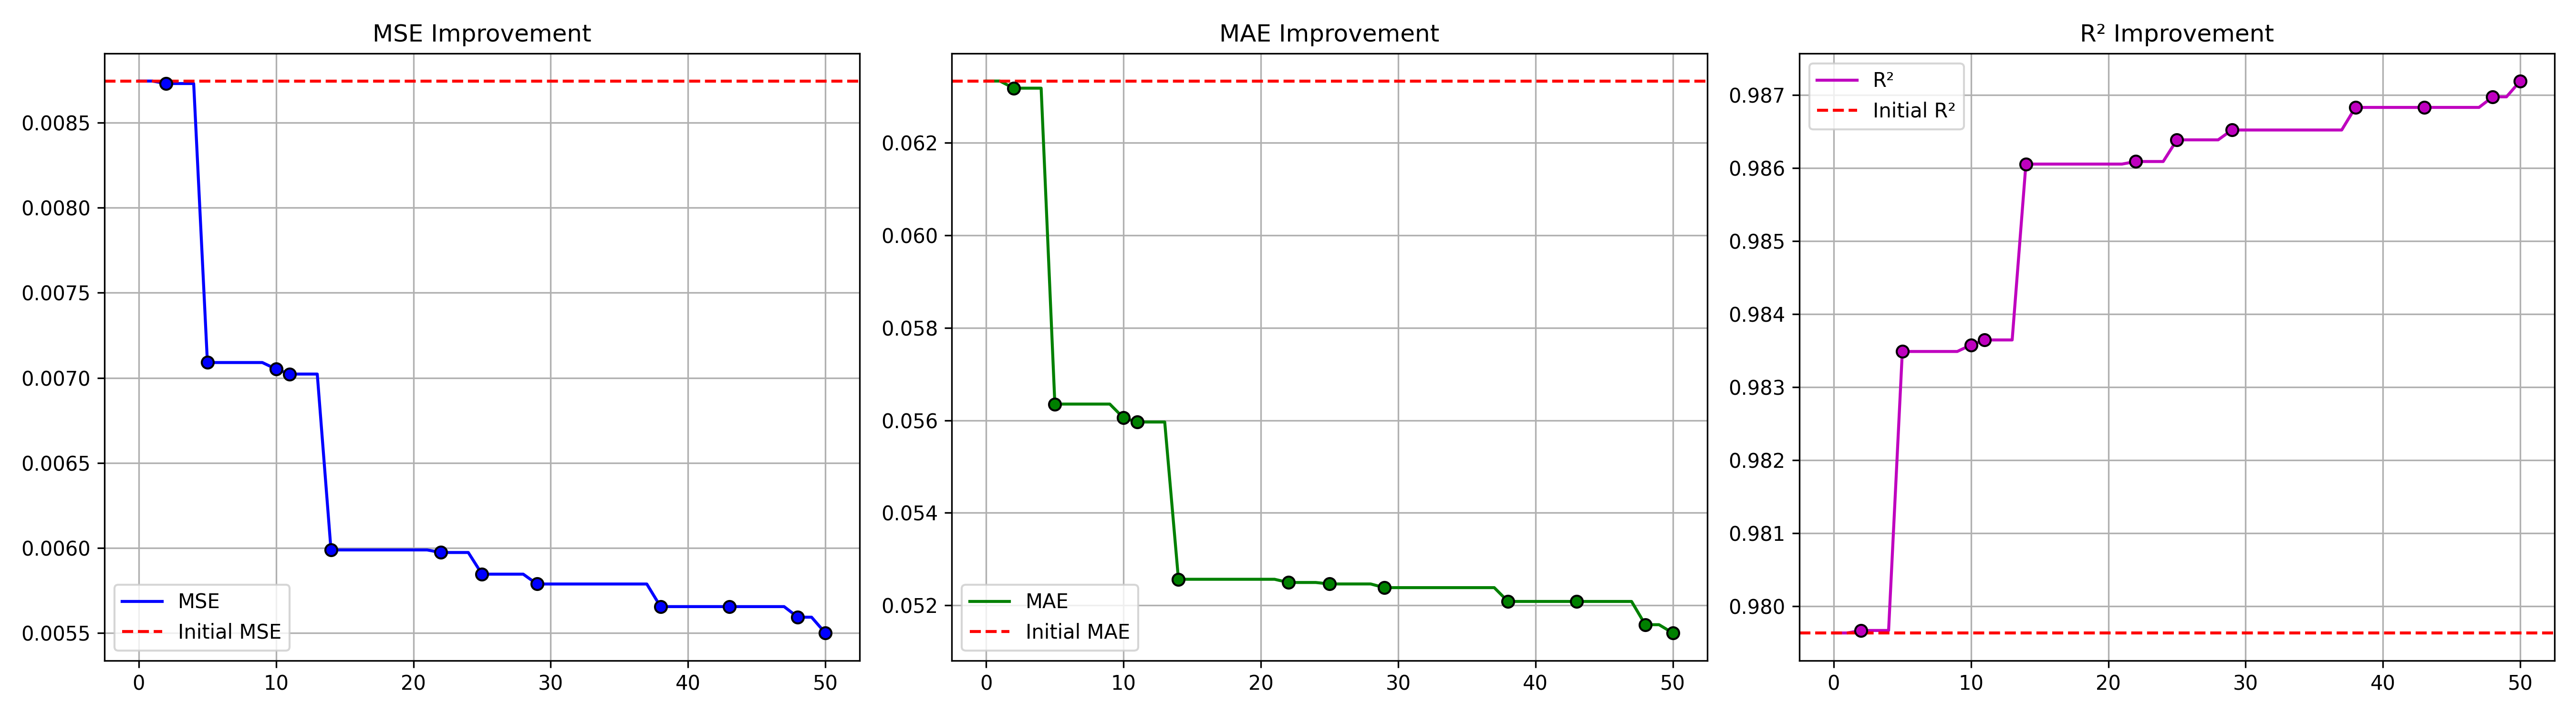 MSE Improvement
0.0085
0.0080
0.0075
0.0070
0.0065
0.0060
0.0055
MSE
Initial MSE
0 10 20 30 40 50
MAE Improvement
0.062
0.060
0.058
0.056
0.054
0.052
MAE
Initial MAE
0 10 20 30 40 50
R² Improvement
R²
Initial R²
0.987
0.986
0.985
0.984
0.983
0.982
0.981
0.980
0 10 20 30 40 50